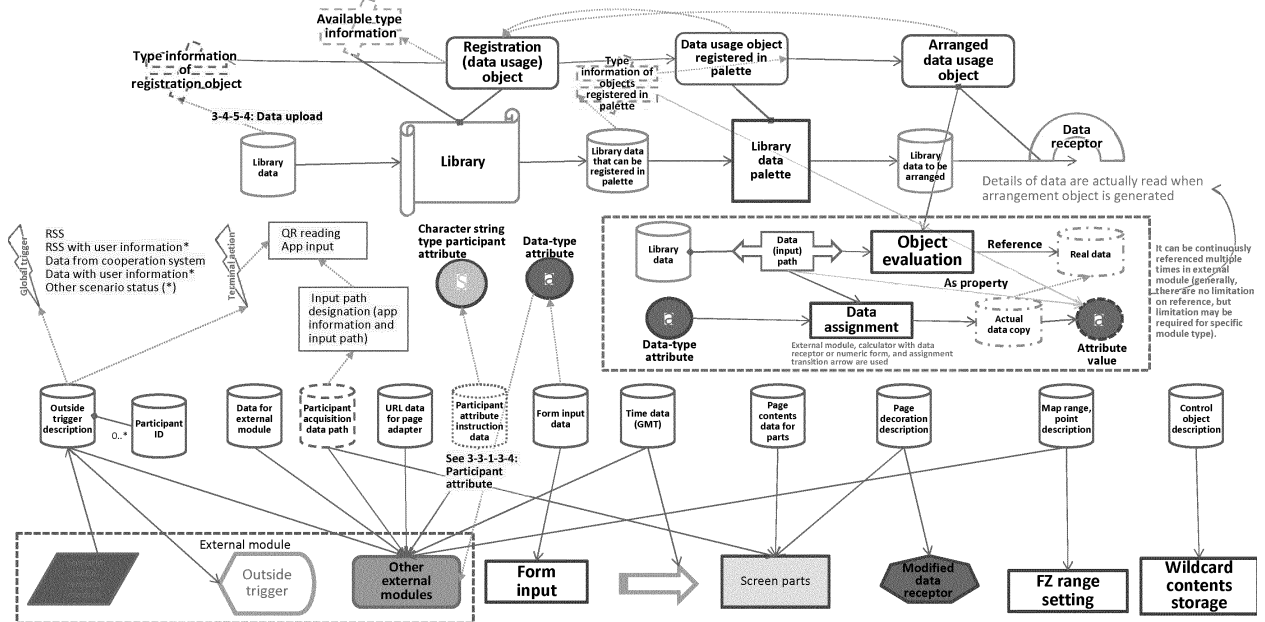 Available type
information
Registration
(data usage)
object
Data usage object
registered in
palette
Arranged
data usage
object
Type information
of
registration object
Type
information of
objects
registered in
palette
3-4-5-4: Data upload
Data
receptor
Library
data
Library
Library data
that can be
registered in
palette
Library
data
palette
Library
data to be
arranged
Details of data are actually read when
arrangement object is generated
Global trigger
RSS
RSS with user information*
Data from cooperation system
Data with user information*
Other scenario status (*)
Terminal action
QR reading
App input
Character string
type participant
attribute
Data-type
attribute
S
a
Input path
designation (app
information and
input path)
Library
data
Data
(input)
path
Object
evaluation
Reference
Real data
As property
a
Data-type
attribute
Data
assignment
Actual
data copy
a
Attribute
value
External module, calculator with data
receptor or numeric form, and assignment
transition arrow are used
It can be continuously
referenced multiple
times in external
module (generally,
there are no limitation
on reference, but
limitation may be
required for specific
module type).
Outside
trigger
description
0..*
Participant
ID
Data for
external
module
Participant
acquisition
data path
URL data
for page
adapter
Participant
attribute
instruction
data
Form input
data
Time data
(GMT)
Page
contents
data for
parts
Page
decoration
description
Map range,
point
description
Control
object
description
See 3-3-1-3-4:
Participant
attribute
External module
Outside
trigger
Other
external
modules
Form
input
Screen parts
Modified
data
receptor
FZ range
setting
Wildcard
contents
storage